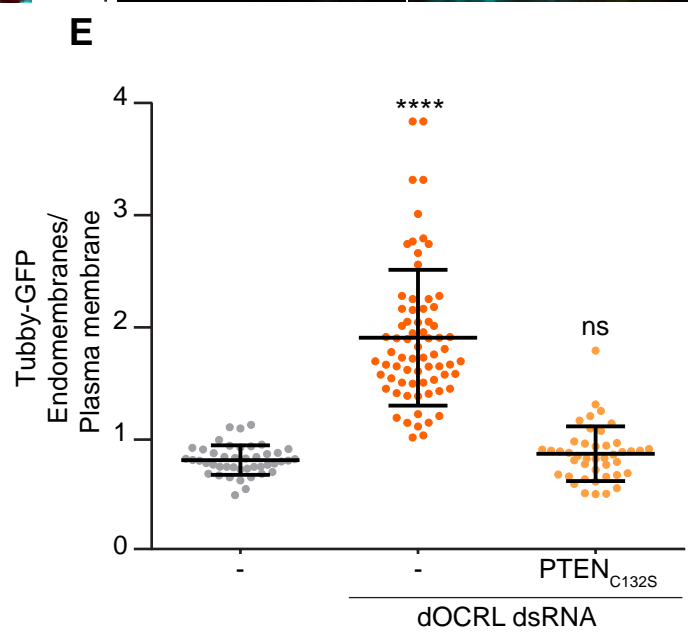 E
4
3
2
1
0
Tubby-GFP
Endomembranes/
Plasma membrane
****
ns
- - PTENC132S
dOCRL dsRNA